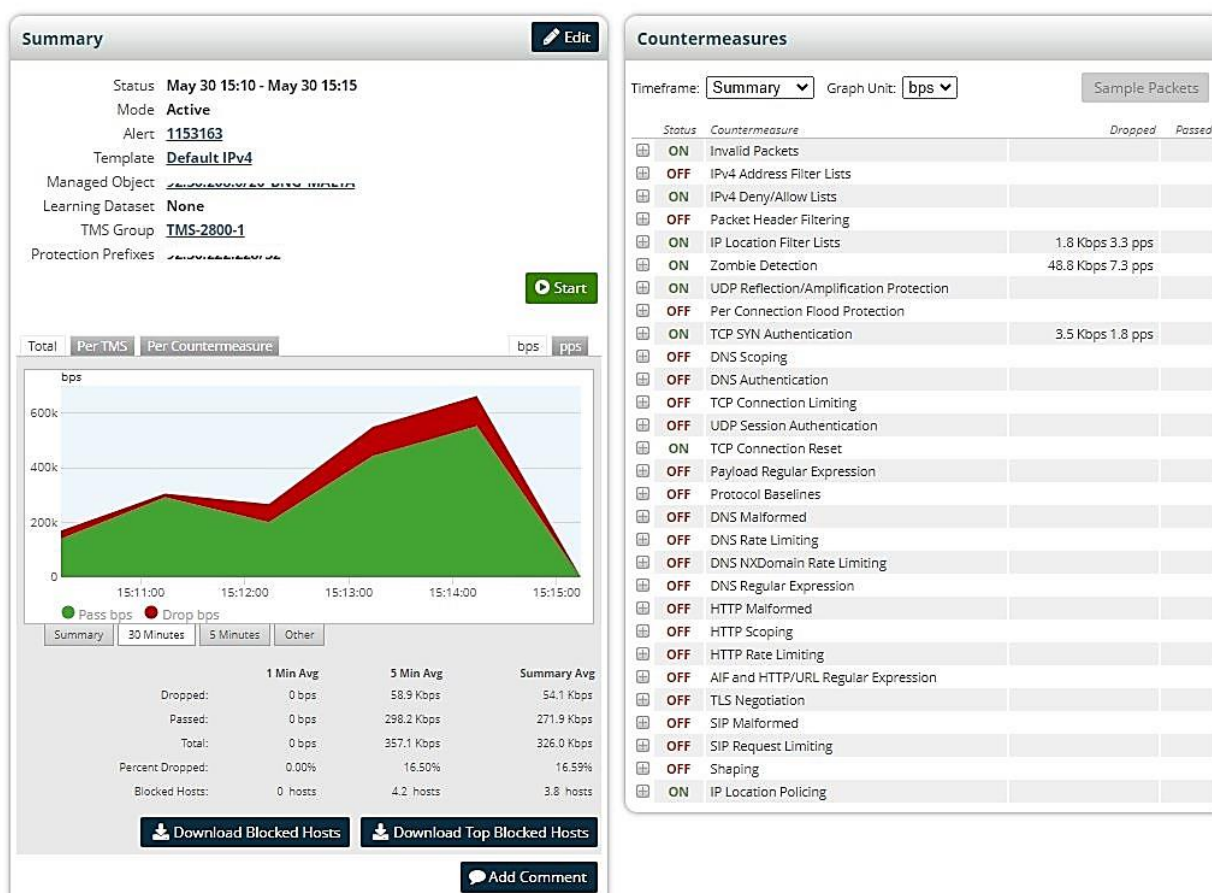 Summary
Edit
Status May 30 15:10 - May 30 15:15
Mode Active
Alert 1153163
Template Default IPv4
Managed Object
Learning Dataset None
TMS Group TMS-2800-1
Protection Prefixes
Start
Total Per TMS Per Countermeasure bps pps
bps
600k
400k
200k
0
15:11:00 15:12:00 15:13:00 15:14:00 15:15:00
Pass bps Drop bps
Summary 30 Minutes 5 Minutes Other
1 Min Avg 5 Min Avg Summary Avg
Dropped: 0 bps 58.9 Kbps 54.1 Kbps
Passed: 0 bps 298.2 Kbps 271.9 Kbps
Total: 0 bps 357.1 Kbps 326.0 Kbps
Percent Dropped: 0.00% 16.50% 16.59%
Blocked Hosts: 0 hosts 4.2 hosts 3.8 hosts
Download Blocked Hosts Download Top Blocked Hosts
Add Comment
Countermeasures
Timeframe: Summary Graph Unit: bps Sample Packets
Status Countermeasure Dropped Passed
ON Invalid Packets
OFF IPv4 Address Filter Lists
ON IPv4 Deny/Allow Lists
OFF Packet Header Filtering
ON IP Location Filter Lists 1.8 Kbps 3.3 pps
ON Zombie Detection 48.8 Kbps 7.3 pps
ON UDP Reflection/Amplification Protection
OFF Per Connection Flood Protection
ON TCP SYN Authentication 3.5 Kbps 1.8 pps
OFF DNS Scoping
OFF DNS Authentication
OFF TCP Connection Limiting
OFF UDP Session Authentication
ON TCP Connection Reset
OFF Payload Regular Expression
OFF Protocol Baselines
OFF DNS Malformed
OFF DNS Rate Limiting
OFF DNS NXDomain Rate Limiting
OFF DNS Regular Expression
OFF HTTP Malformed
OFF HTTP Scoping
OFF HTTP Rate Limiting
OFF AIF and HTTP/URL Regular Expression
OFF TLS Negotiation
OFF SIP Malformed
OFF SIP Request Limiting
OFF Shaping
ON IP Location Policing